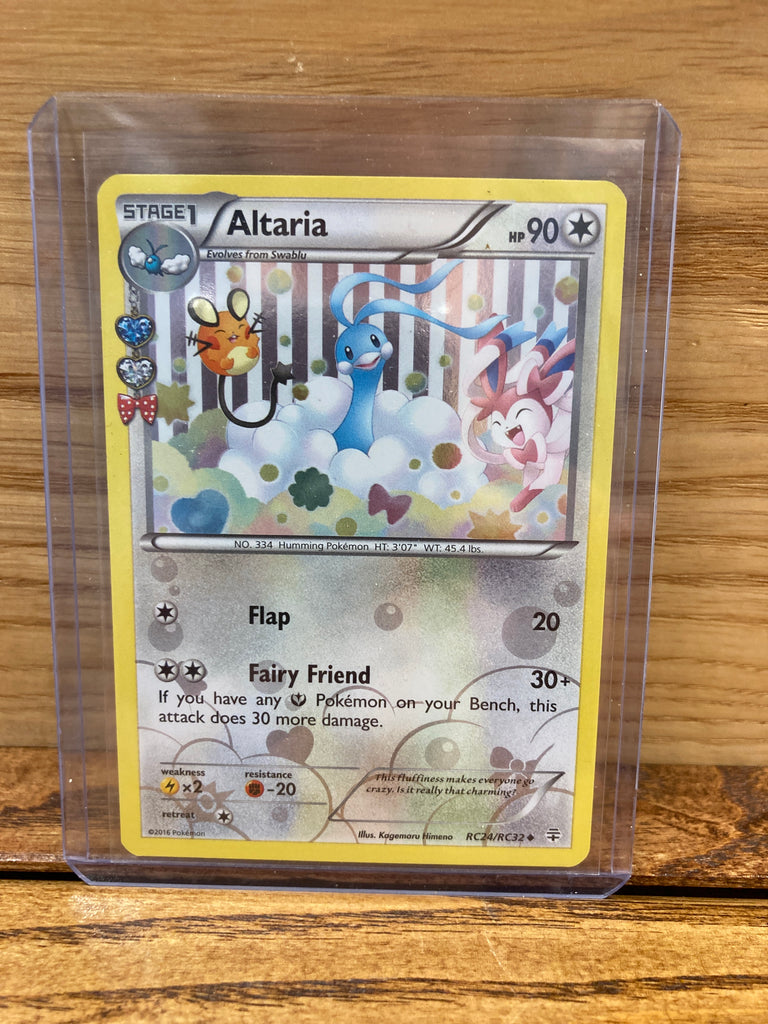 STAGE1 Altaria HP 90
Evolves from Swablu
NO. 334 Humming Pokémon HT: 3'07" WT: 45.4 lbs.
Flap 20
Fairy Friend 30+
If you have any Pokémon on your Bench, this
attack does 30 more damage.
weakness resistance
×2 -20
retreat
This fluffiness makes everyone go
crazy. Is it really that charming?
©2016 Pokémon Illus. Kagemaru Himeno RC24/RC32